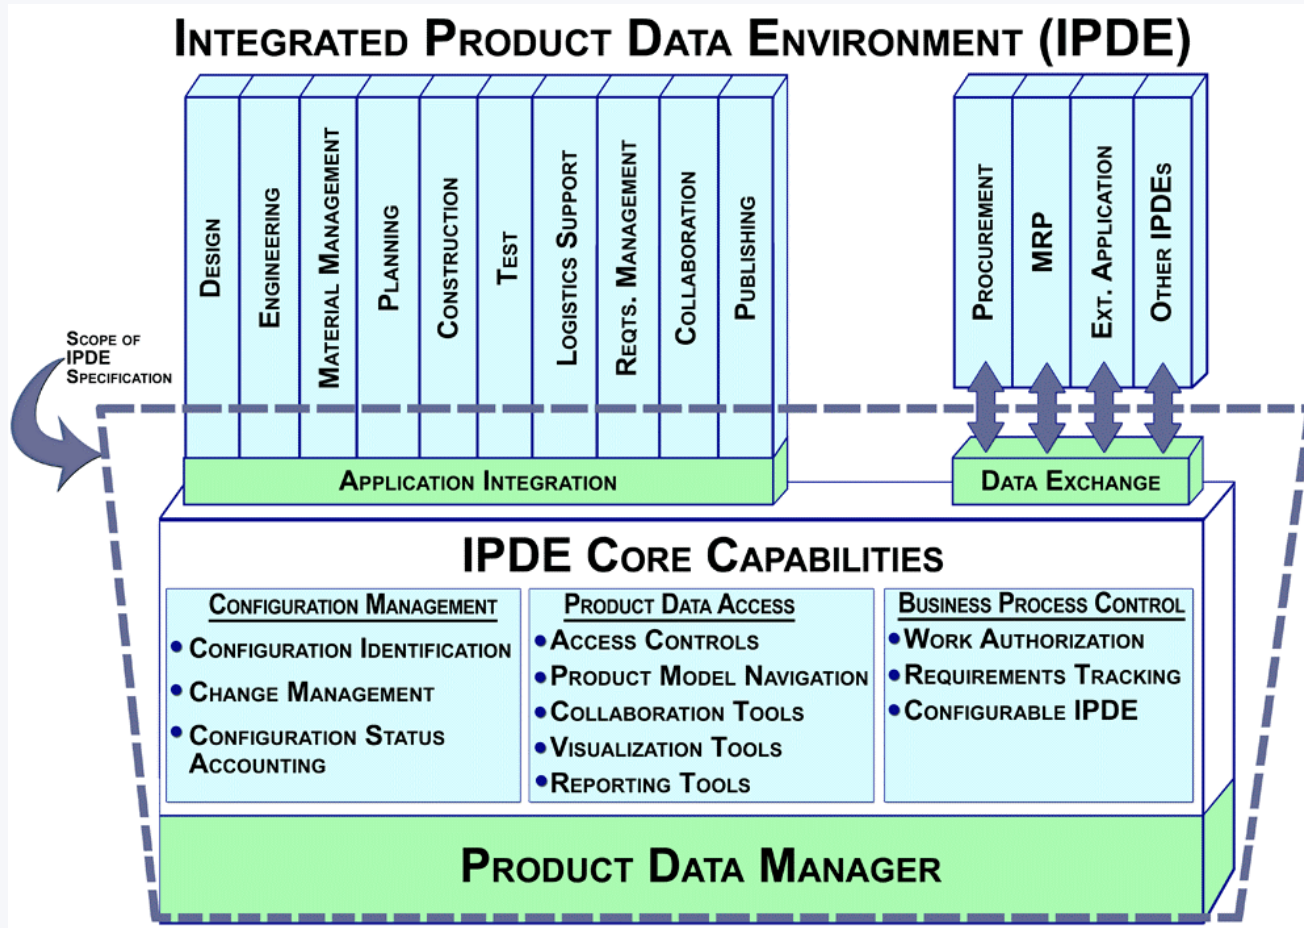 INTEGRATED PRODUCT DATA ENVIRONMENT (IPDE)
DESIGN
ENGINEERING
MATERIAL MANAGEMENT
PLANNING
CONSTRUCTION
TEST
LOGISTICS SUPPORT
REQTS. MANAGEMENT
COLLABORATION
PUBLISHING
PROCUREMENT
MRP
EXT. APPLICATION
OTHER IPDES
SCOPE OF
IPDE
SPECIFICATION
APPLICATION INTEGRATION
DATA EXCHANGE
IPDE CORE CAPABILITIES
CONFIGURATION MANAGEMENT
• CONFIGURATION IDENTIFICATION
• CHANGE MANAGEMENT
• CONFIGURATION STATUS
ACCOUNTING
PRODUCT DATA ACCESS
• ACCESS CONTROLS
• PRODUCT MODEL NAVIGATION
• COLLABORATION TOOLS
• VISUALIZATION TOOLS
• REPORTING TOOLS
BUSINESS PROCESS CONTROL
• WORK AUTHORIZATION
• REQUIREMENTS TRACKING
• CONFIGURABLE IPDE
PRODUCT DATA MANAGER